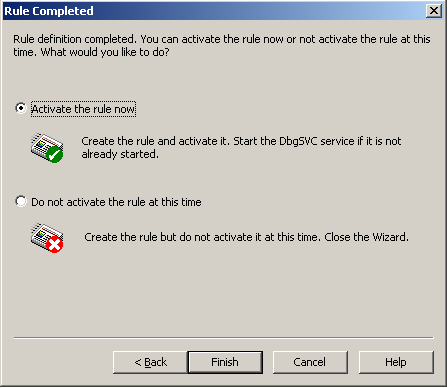 Rule Completed
Rule definition completed. You can activate the rule now or not activate the rule at this
time. What would you like to do?
Activate the rule now
Create the rule and activate it. Start the DbgSVC service if it is not
already started.
Do not activate the rule at this time
Create the rule but do not activate it at this time. Close the Wizard.
< Back
Finish
Cancel
Help